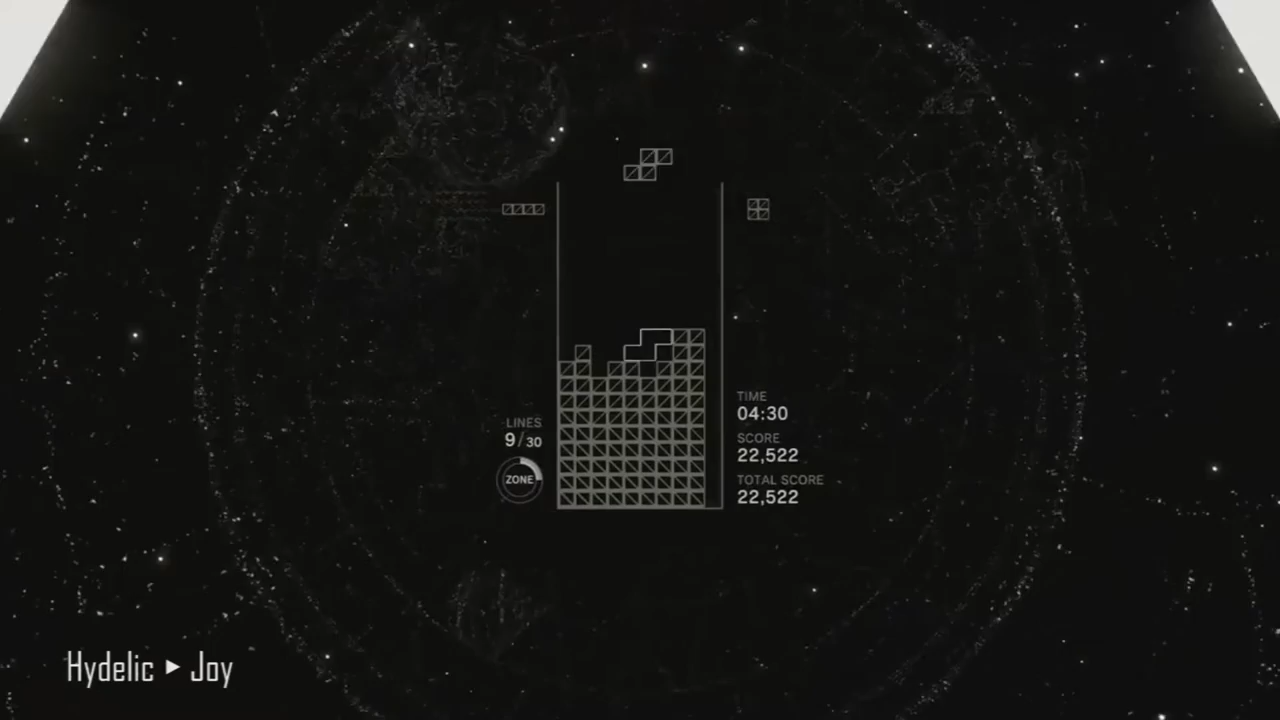 LINES
9/30
ZONE
TIME
04:30
SCORE
22,522
TOTAL SCORE
22,522
Hydelic ► Joy